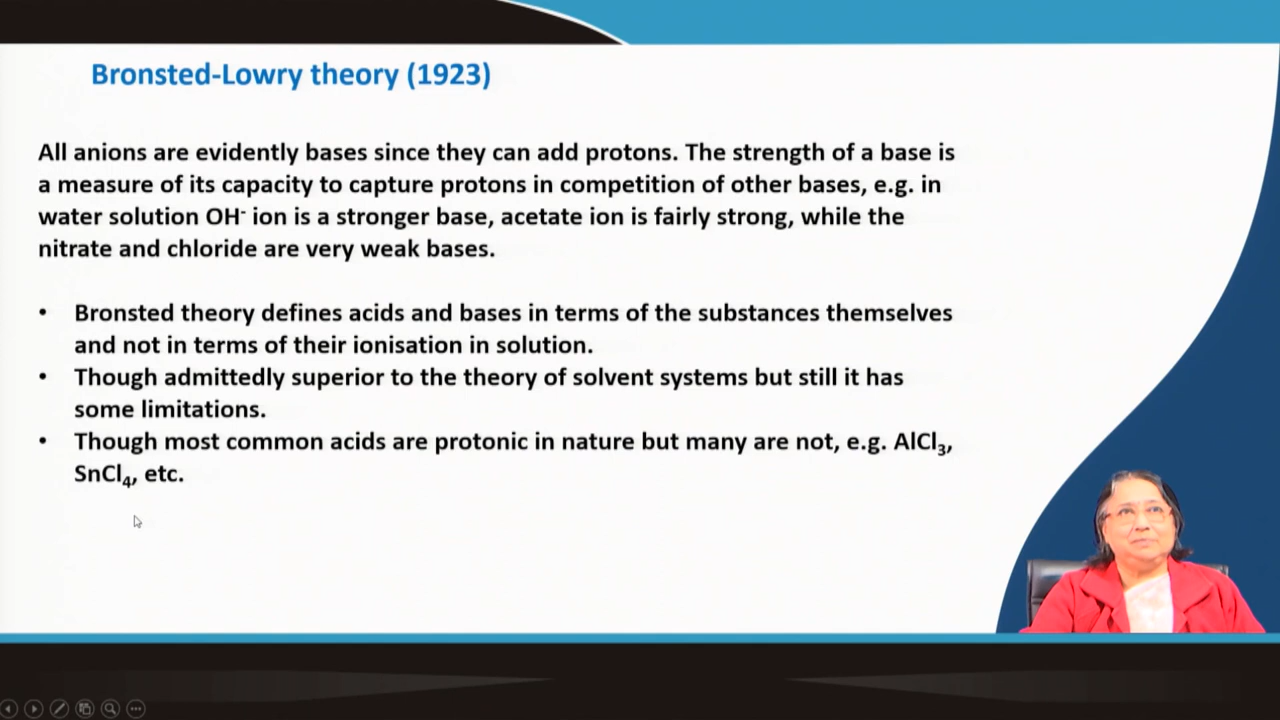 Bronsted-Lowry theory (1923)
All anions are evidently bases since they can add protons. The strength of a base is
a measure of its capacity to capture protons in competition of other bases, e.g. in
water solution OH⁻ ion is a stronger base, acetate ion is fairly strong, while the
nitrate and chloride are very weak bases.
• Bronsted theory defines acids and bases in terms of the substances themselves
and not in terms of their ionisation in solution.
• Though admittedly superior to the theory of solvent systems but still it has
some limitations.
• Though most common acids are protonic in nature but many are not, e.g. AlCl₃,
SnCl₄, etc.